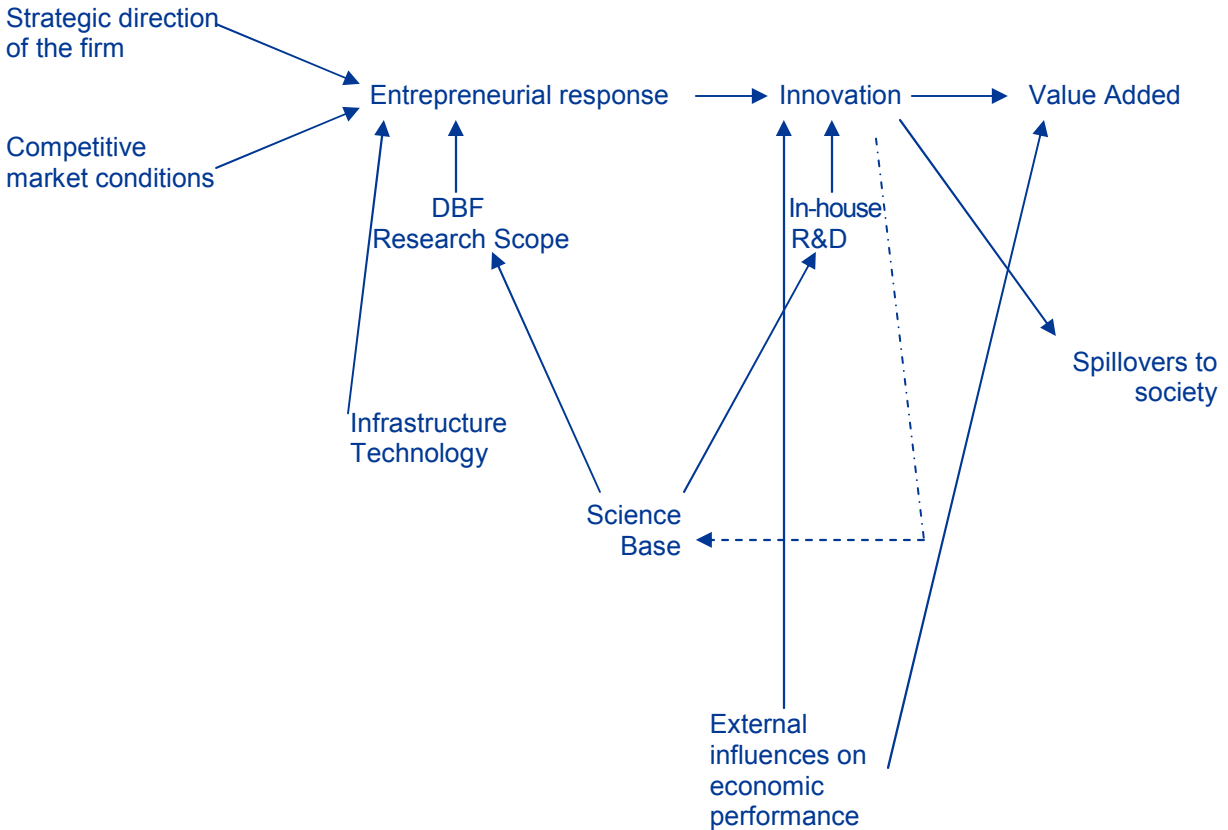 Strategic direction
of the firm
Entrepreneurial response
Innovation
Value Added
Competitive
market conditions
DBF
Research Scope
In-house
R&D
Spillovers to
society
Infrastructure
Technology
Science
Base
External
influences on
economic
performance